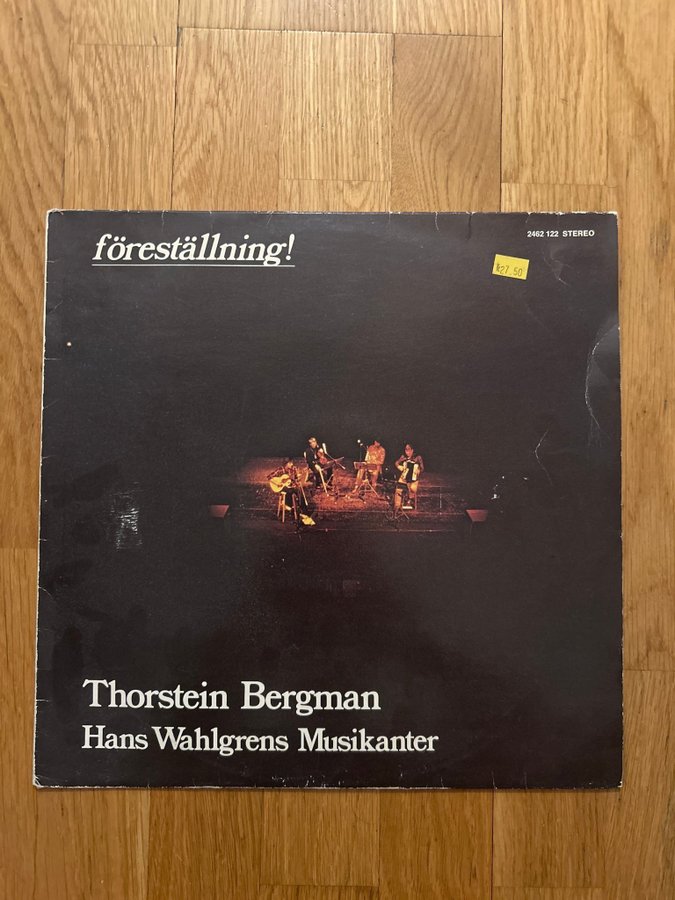 föreställning!
2462 122 STEREO
27.50
Thorstein Bergman
Hans Wahlgrens Musikanter